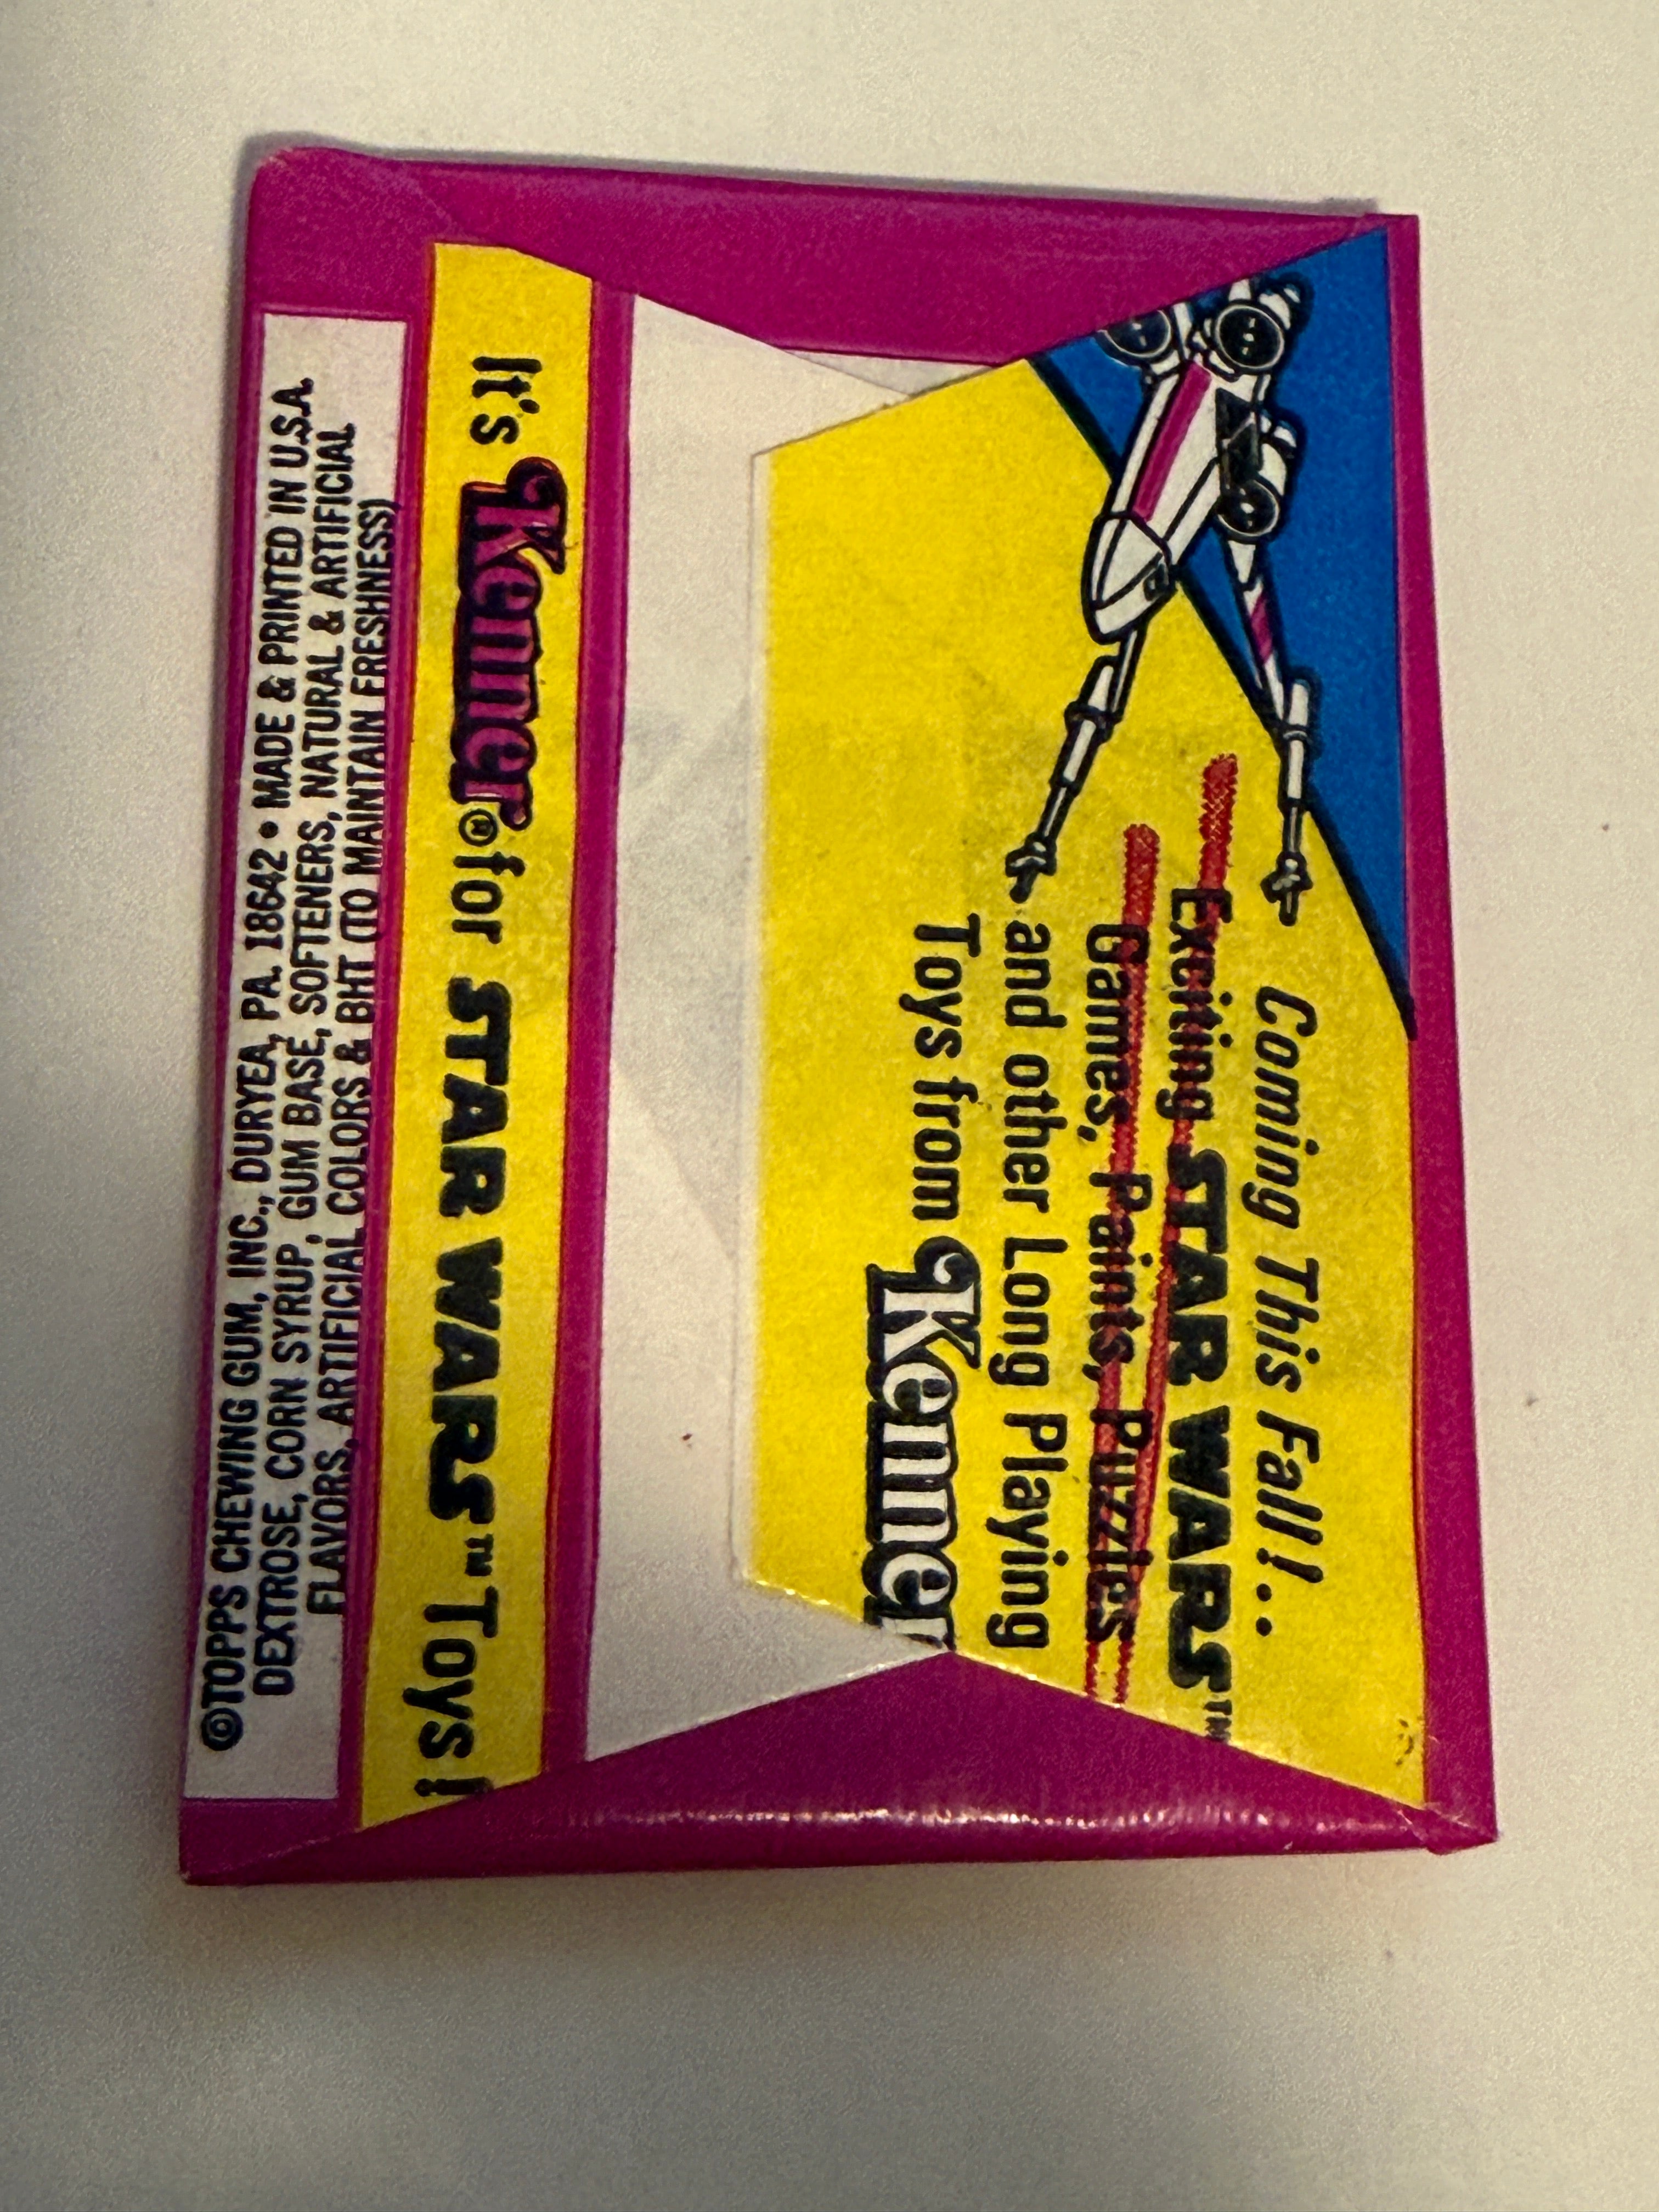 Coming This Fall!...
Exciting STAR WARS™
Games, Paints, Puzzles
and other Long Playing
Toys from Kenner
It's Kenner® for STAR WARS™ Toys!
©TOPPS CHEWING GUM, INC., DURYEA, PA. 18642 • MADE & PRINTED IN U.S.A.
DEXTROSE, CORN SYRUP, GUM BASE, SOFTENERS, NATURAL & ARTIFICIAL
FLAVORS, ARTIFICIAL COLORS & BHT (TO MAINTAIN FRESHNESS)